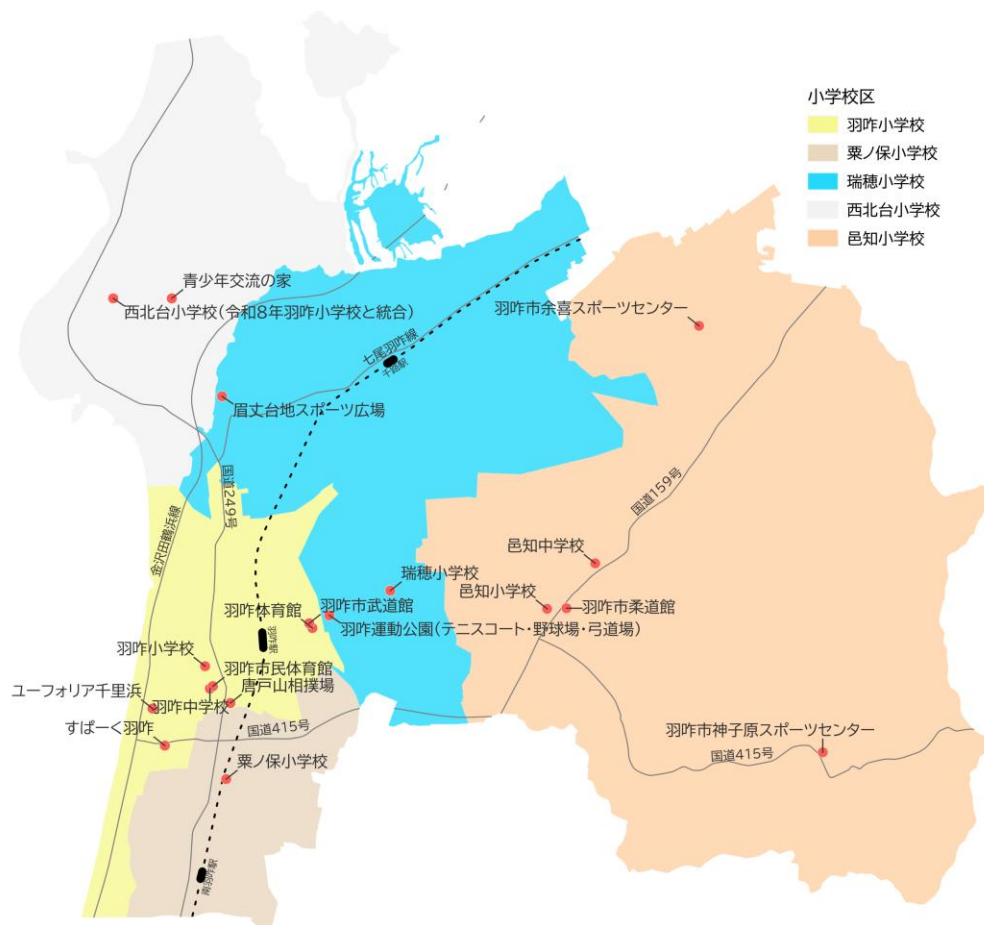 小学校区
羽咋小学校
粟ノ保小学校
瑞穂小学校
西北台小学校
邑知小学校
青少年交流の家
西北台小学校(令和8年羽咋小学校と統合)
羽咋市余喜スポーツセンター
七尾羽咋線
千路駅
眉丈台地スポーツ広場
国道249号
金沢田鶴浜線
国道159号
邑知中学校
瑞穂小学校
邑知小学校
羽咋市柔道館
羽咋体育館
羽咋市武道館
羽咋運動公園(テニスコート・野球場・弓道場)
羽咋駅
羽咋小学校
羽咋市民体育館
ユーフォリア千里浜
羽咋中学校
唐戸山相撲場
すぱーく羽咋
国道415号
羽咋市神子原スポーツセンター
国道415号
粟ノ保小学校
南羽咋駅